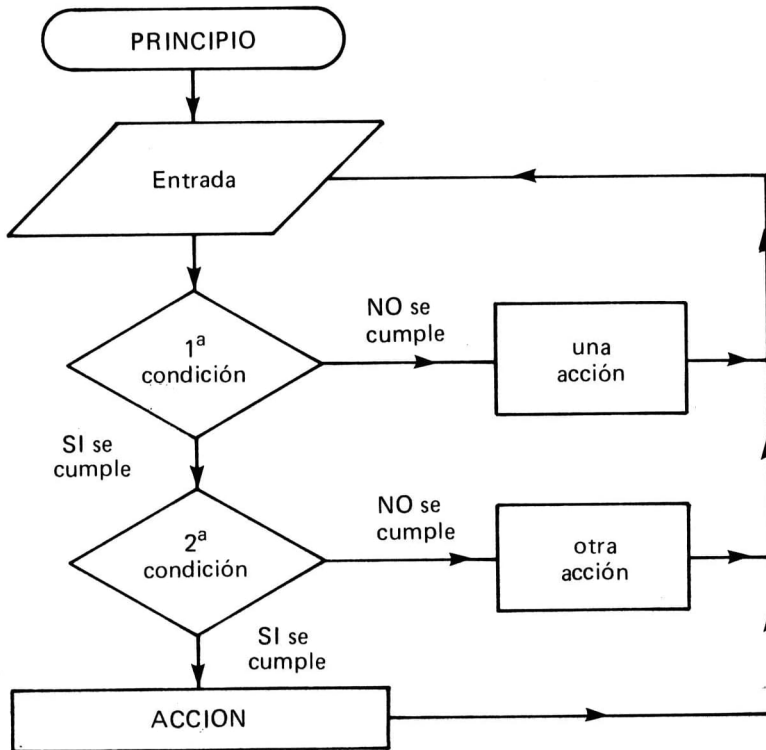 PRINCIPIO
Entrada
1ª
condición
NO se
cumple
una
acción
SI se
cumple
2ª
condición
NO se
cumple
otra
acción
SI se
cumple
ACCION